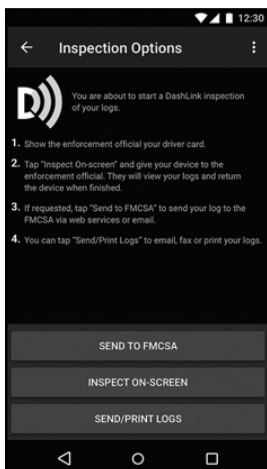 12:30
Inspection Options
You are about to start a DashLink inspection
of your logs.
1. Show the enforcement official your driver card.
2. Tap "Inspect On-screen" and give your device to the
enforcement official. They will view your logs and return
the device when finished.
3. If requested, tap "Send to FMCSA" to send your log to the
FMCSA via web services or email.
4. You can tap "Send/Print Logs" to email, fax or print your logs.
SEND TO FMCSA
INSPECT ON-SCREEN
SEND/PRINT LOGS